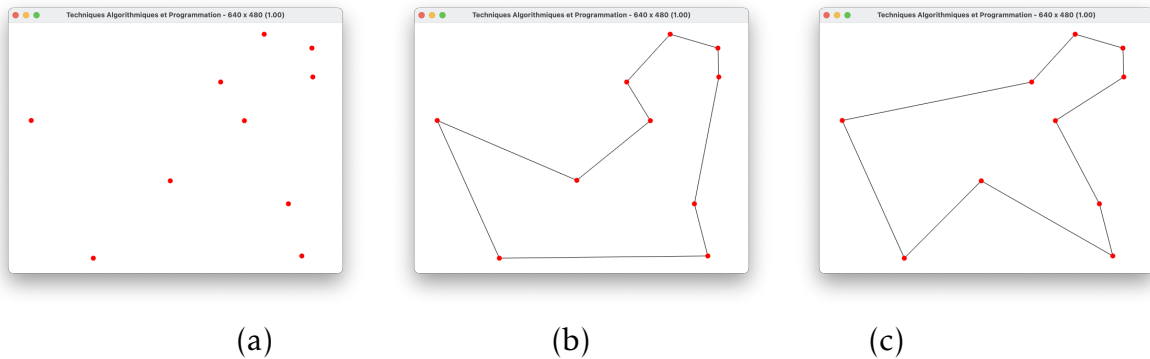 Techniques Algorithmiques et Programmation - 640 x 480 (1.00)
Techniques Algorithmiques et Programmation - 640 x 480 (1.00)
Techniques Algorithmiques et Programmation - 640 x 480 (1.00)
(a)
(b)
(c)